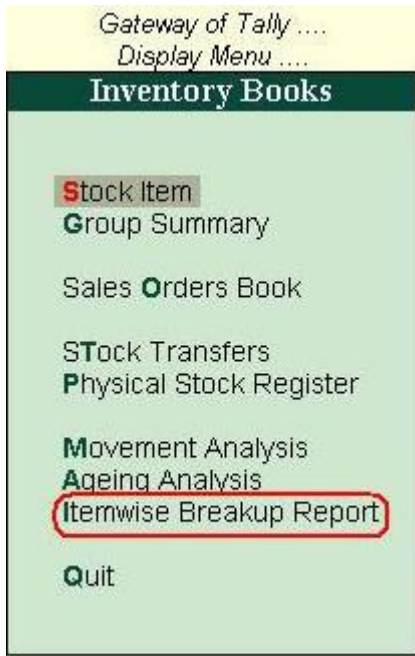 Gateway of Tally ....
Display Menu ....
Inventory Books
Stock Item
Group Summary
Sales Orders Book
STock Transfers
Physical Stock Register
Movement Analysis
Ageing Analysis
Itemwise Breakup Report
Quit